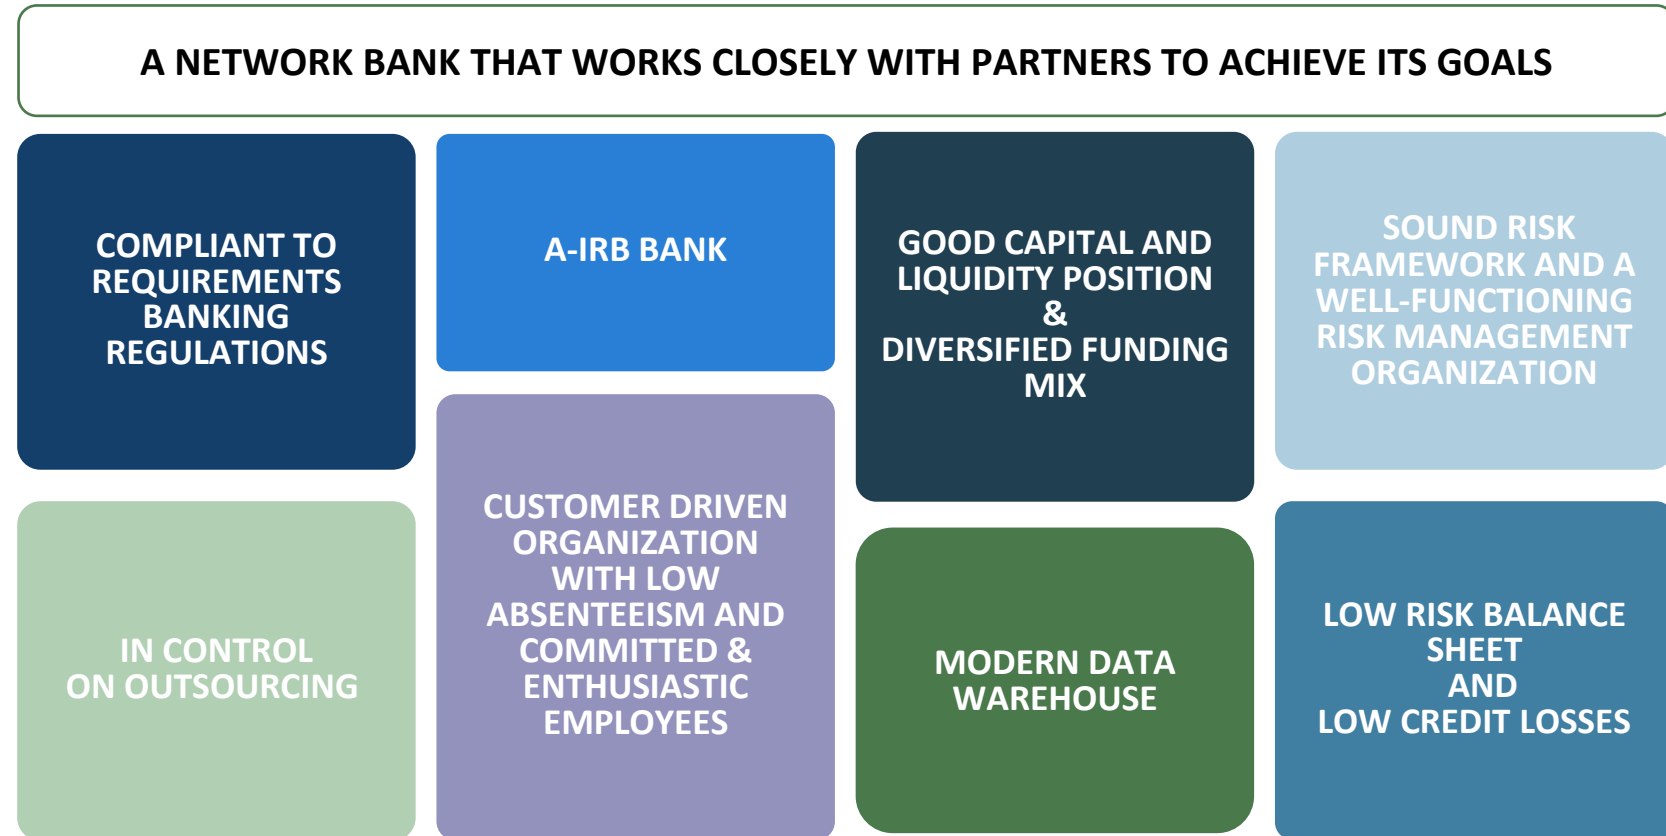 A NETWORK BANK THAT WORKS CLOSELY WITH PARTNERS TO ACHIEVE ITS GOALS
COMPLIANT TO
REQUIREMENTS
BANKING
REGULATIONS
A-IRB BANK
GOOD CAPITAL AND
LIQUIDITY POSITION
&
DIVERSIFIED FUNDING
MIX
SOUND RISK
FRAMEWORK AND A
WELL-FUNCTIONING
RISK MANAGEMENT
ORGANIZATION
IN CONTROL
ON OUTSOURCING
CUSTOMER DRIVEN
ORGANIZATION
WITH LOW
ABSENTEEISM AND
COMMITTED &
ENTHUSIASTIC
EMPLOYEES
MODERN DATA
WAREHOUSE
LOW RISK BALANCE
SHEET
AND
LOW CREDIT LOSSES